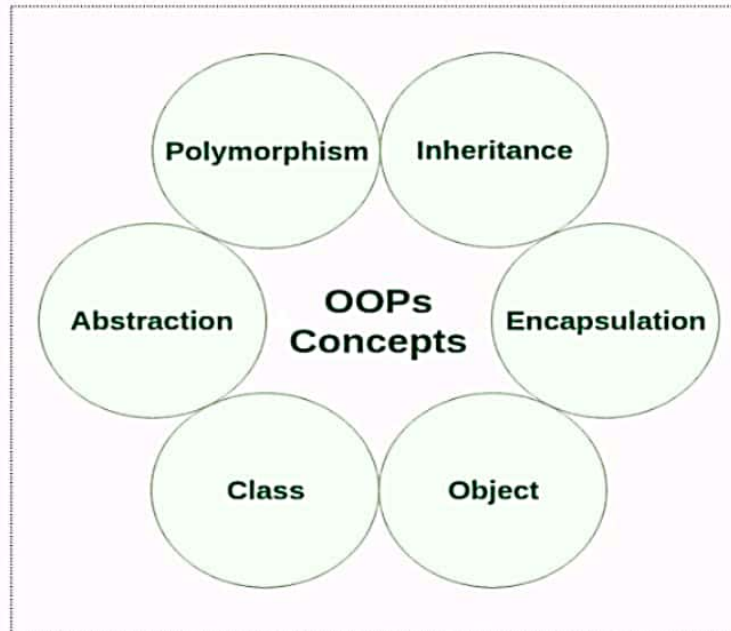 Polymorphism Inheritance
Abstraction
OOPs
Concepts
Encapsulation
Class Object